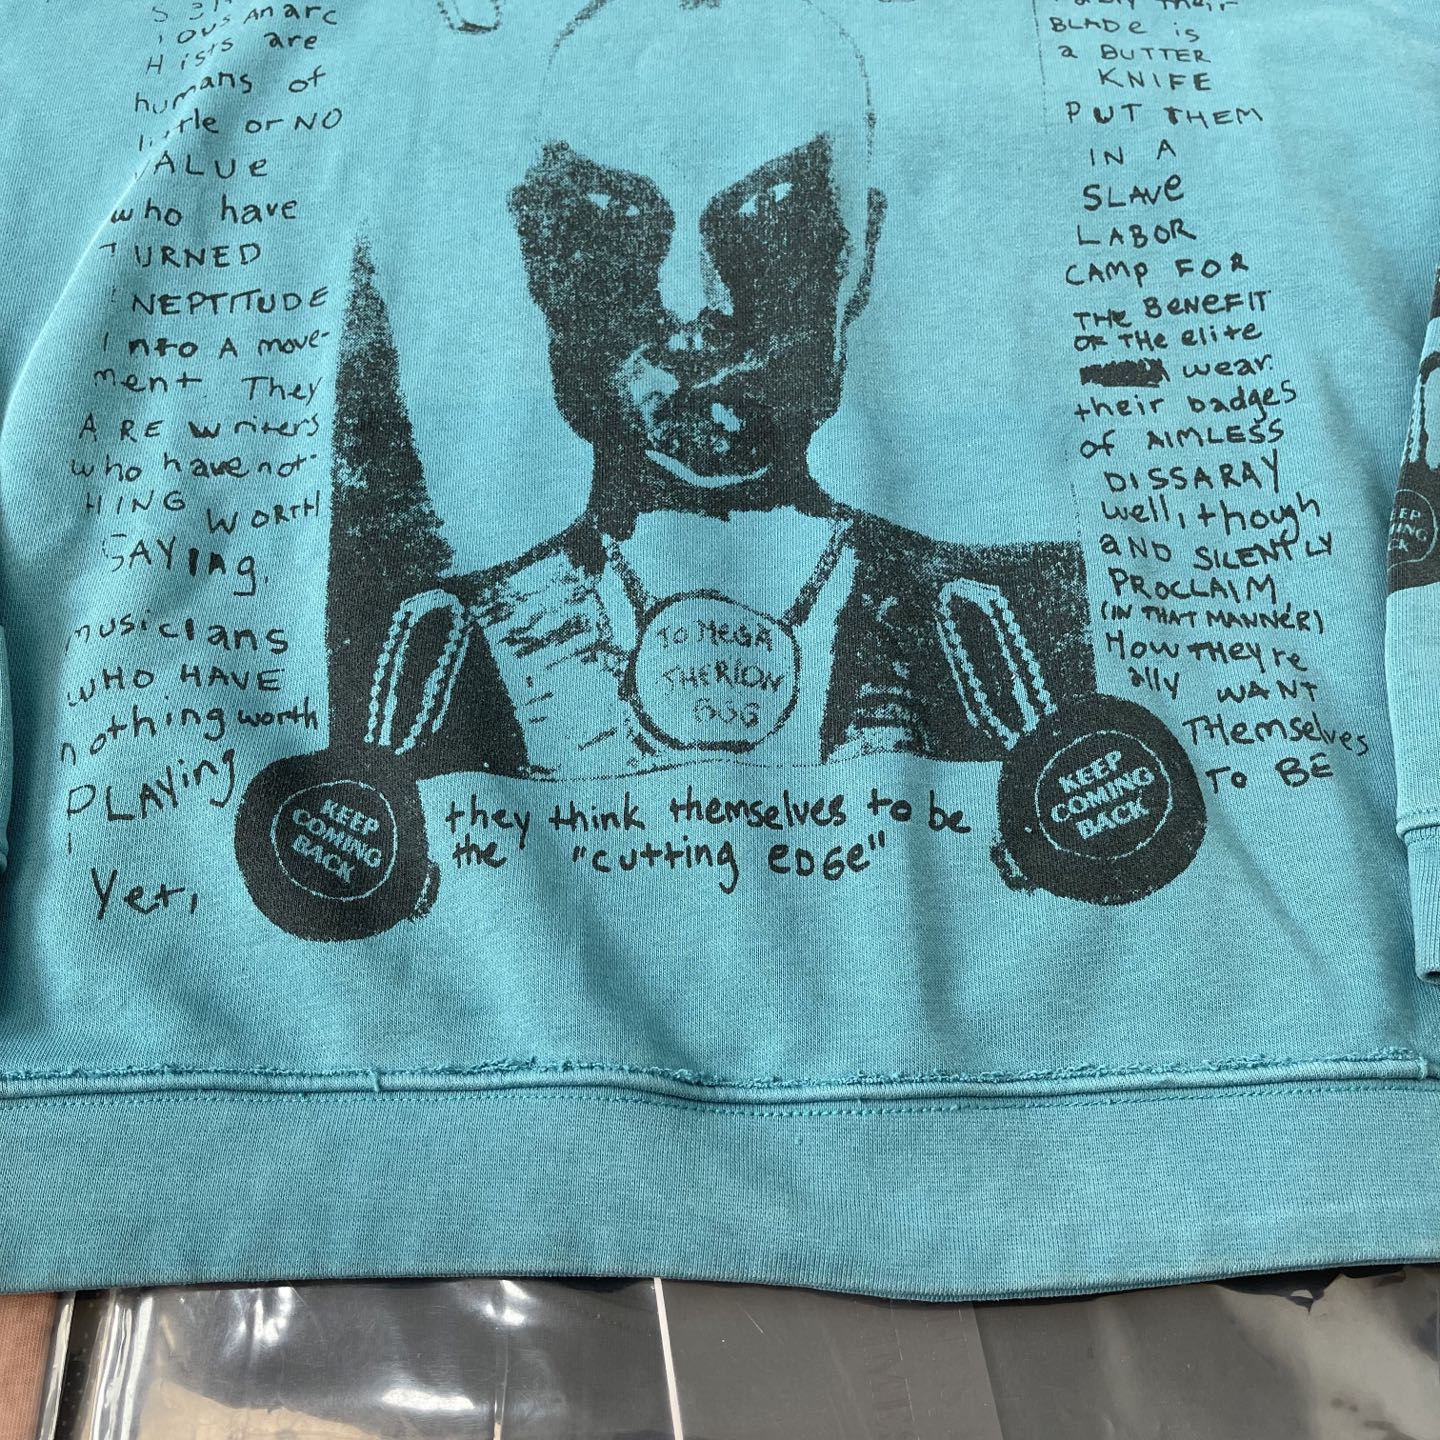 ous Anarc
Hists are
humans of
little or NO
VALUe
who have
TURNED
INEPTITUDE
Into A move-
ment They
ARE writers
who have not-
HING WORTH
SAYINg.
musicians
WHO HAVE
nothing worth
PLAYing
Yet,
they think themselves to be
the "cutting EDGe"
their
BLADe is
a BUTTER
KNIFE
PUT THEM
IN A
SLAVe
LABOR
CAMp FOR
THe BeNeFIT
OF THe elite
wear
their badges
of AIMLESS
DISSARAY
well, though
aND SILENTLY
PROCLAIM
(IN THAT MANNER)
How THey're
ally WANT
THemselves
TO BE
TO MEGA
THERION
666
KEEP
COMING
BACK
KEEP
COMING
BACK